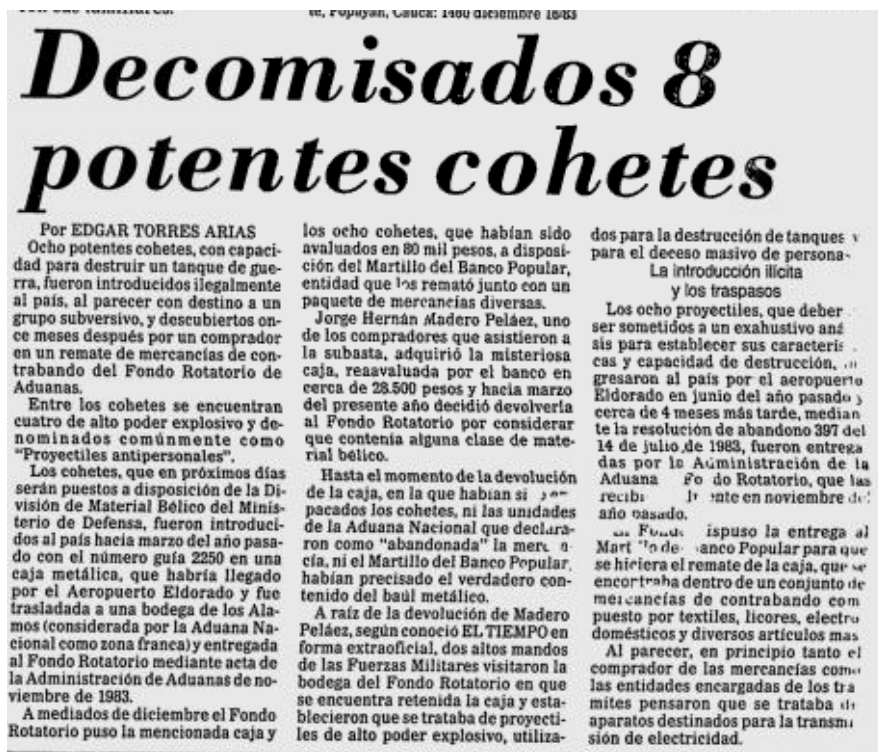 te, Popayán, Cauca: 1480 diciembre 16/83
Decomisados 8
potentes cohetes
Por EDGAR TORRES ARIAS
Ocho potentes cohetes, con capaci-
dad para destruir un tanque de gue-
rra, fueron introducidos ilegalmente
al país, al parecer con destino a un
grupo subversivo, y descubiertos on-
ce meses después por un comprador
en un remate de mercancías de con-
trabando del Fondo Rotatorio de
Aduanas.
Entre los cohetes se encuentran
cuatro de alto poder explosivo y de-
nominados comúnmente como
"Proyectiles antipersonales".
Los cohetes, que en próximos días
serán puestos a disposición de la Di-
visión de Material Bélico del Minis-
terio de Defensa, fueron introduci-
dos al país hacia marzo del año pasa-
do con el número guía 2250 en una
caja metálica, que habría llegado
por el Aeropuerto Eldorado y fue
trasladada a una bodega de los Ala-
mos (considerada por la Aduana Na-
cional como zona franca) y entregada
al Fondo Rotatorio mediante acta de
la Administración de Aduanas de no-
viembre de 1983.
A mediados de diciembre el Fondo
Rotatorio puso la mencionada caja y
los ocho cohetes, que habían sido
avaluados en 80 mil pesos, a disposi-
ción del Martillo del Banco Popular,
entidad que los remató junto con un
paquete de mercancías diversas.
Jorge Hernán Madero Peláez, uno
de los compradores que asistieron a
la subasta, adquirió la misteriosa
caja, reavaluada por el banco en
cerca de 28.500 pesos y hacia marzo
del presente año decidió devolverla
al Fondo Rotatorio por considerar
que contenía alguna clase de mate-
rial bélico.
Hasta el momento de la devolución
de la caja, en la que habían
pacados los cohetes, ni las unidades
de la Aduana Nacional que declara-
ron como "abandonada" la
cía, ni el Martillo del Banco Popular,
habían precisado el verdadero con-
tenido del baúl metálico.
A raíz de la devolución de Madero
Peláez, según conoció EL TIEMPO en
forma extraoficial, dos altos mandos
de las Fuerzas Militares visitaron la
bodega del Fondo Rotatorio en que
se encuentra retenida la caja y esta-
blecieron que se trataba de proyecti-
les de alto poder explosivo, utiliza-
dos para la destrucción de tanques y
para el deceso masivo de persona-
La introducción ilícita
y los traspasos
Los ocho proyectiles, que deber
ser sometidos a un exahustivo aná
sis para establecer sus caracterís
cas y capacidad de destrucción,
gresaron al país por el aeropuerto
Eldorado en junio del año pasado y
cerca de 4 meses más tarde, median
te la resolución de abandono 397 del
14 de julio de 1983, fueron entrega
das por la Administración de la
Aduana Rotatorio, que las
en noviembre del
año pasado.
ispuso la entrega al
Banco Popular para que
se hiciera el remate de la caja, que se
encontraba dentro de un conjunto de
mercancías de contrabando com
puesto por textiles, licores, electro
domésticos y diversos artículos mas
Al parecer, en principio tanto el
comprador de las mercancías como
las entidades encargadas de los tra
mites pensaron que se trataba de
aparatos destinados para la transmi
sión de electricidad.